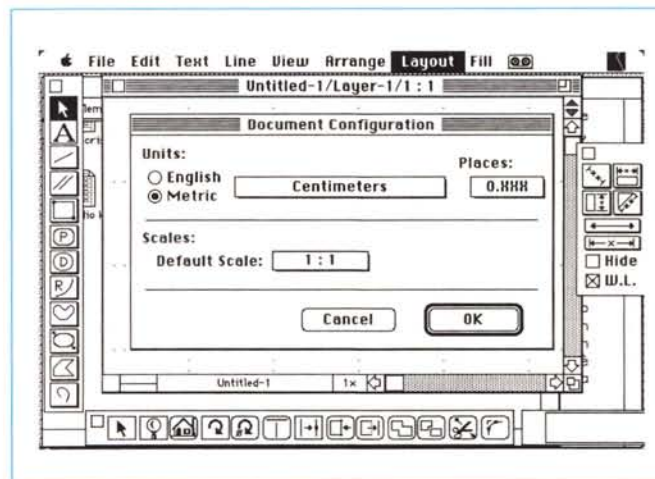 File Edit Text Line View Arrange Layout Fill
Untitled-1/Layer-1/1 : 1
Document Configuration
Units:
English
Metric
Centimeters
Places:
0.XXX
Scales:
Default Scale: 1 : 1
Cancel
OK
Hide
W.L.
A
P
D
R
Untitled-1
1×